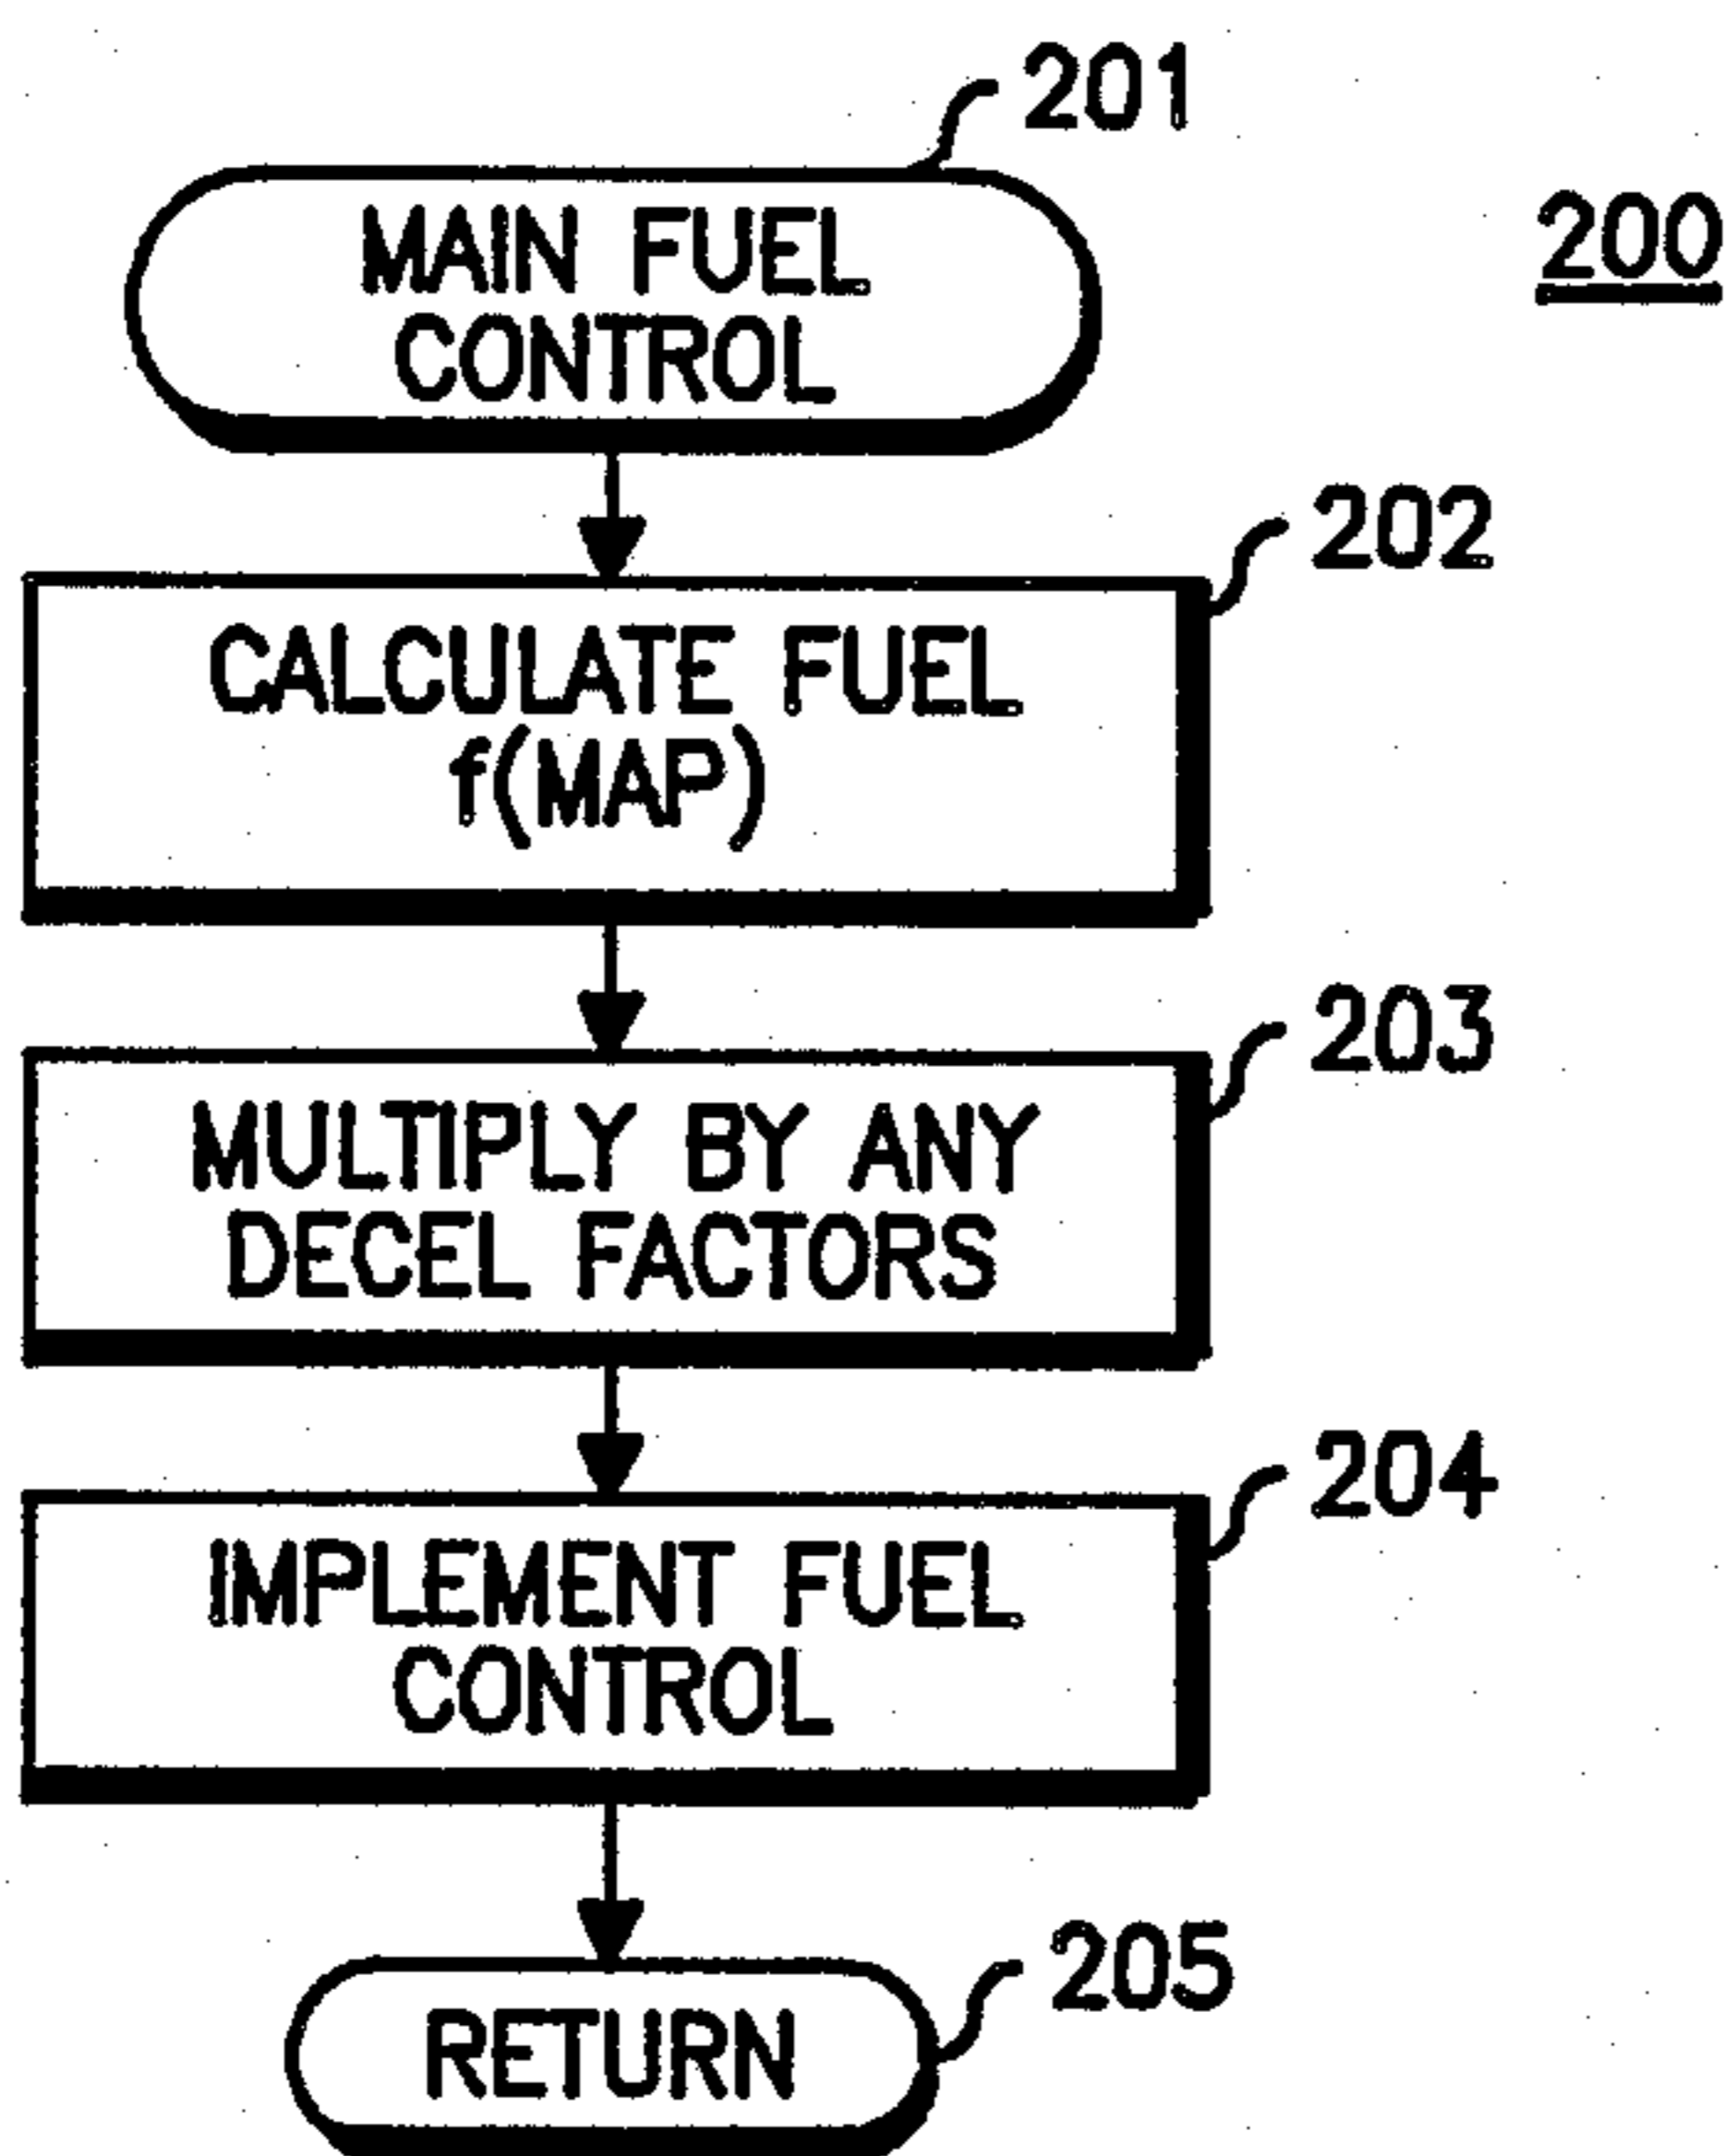 201
200
MAIN FUEL
CONTROL
202
CALCULATE FUEL
f(MAP)
203
MULTIPLY BY ANY
DECEL FACTORS
204
IMPLEMENT FUEL
CONTROL
205
RETURN